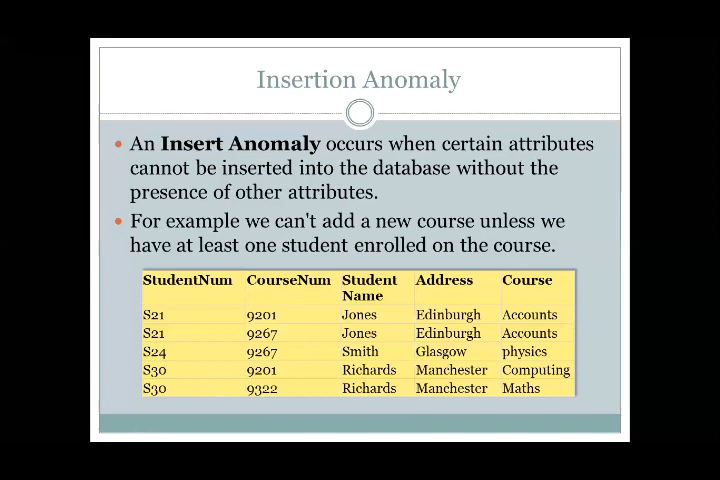 Insertion Anomaly
• An Insert Anomaly occurs when certain attributes
cannot be inserted into the database without the
presence of other attributes.
• For example we can't add a new course unless we
have at least one student enrolled on the course.
StudentNum CourseNum Student Name Address Course
S21 9201 Jones Edinburgh Accounts
S21 9267 Jones Edinburgh Accounts
S24 9267 Smith Glasgow physics
S30 9201 Richards Manchester Computing
S30 9322 Richards Manchester Maths